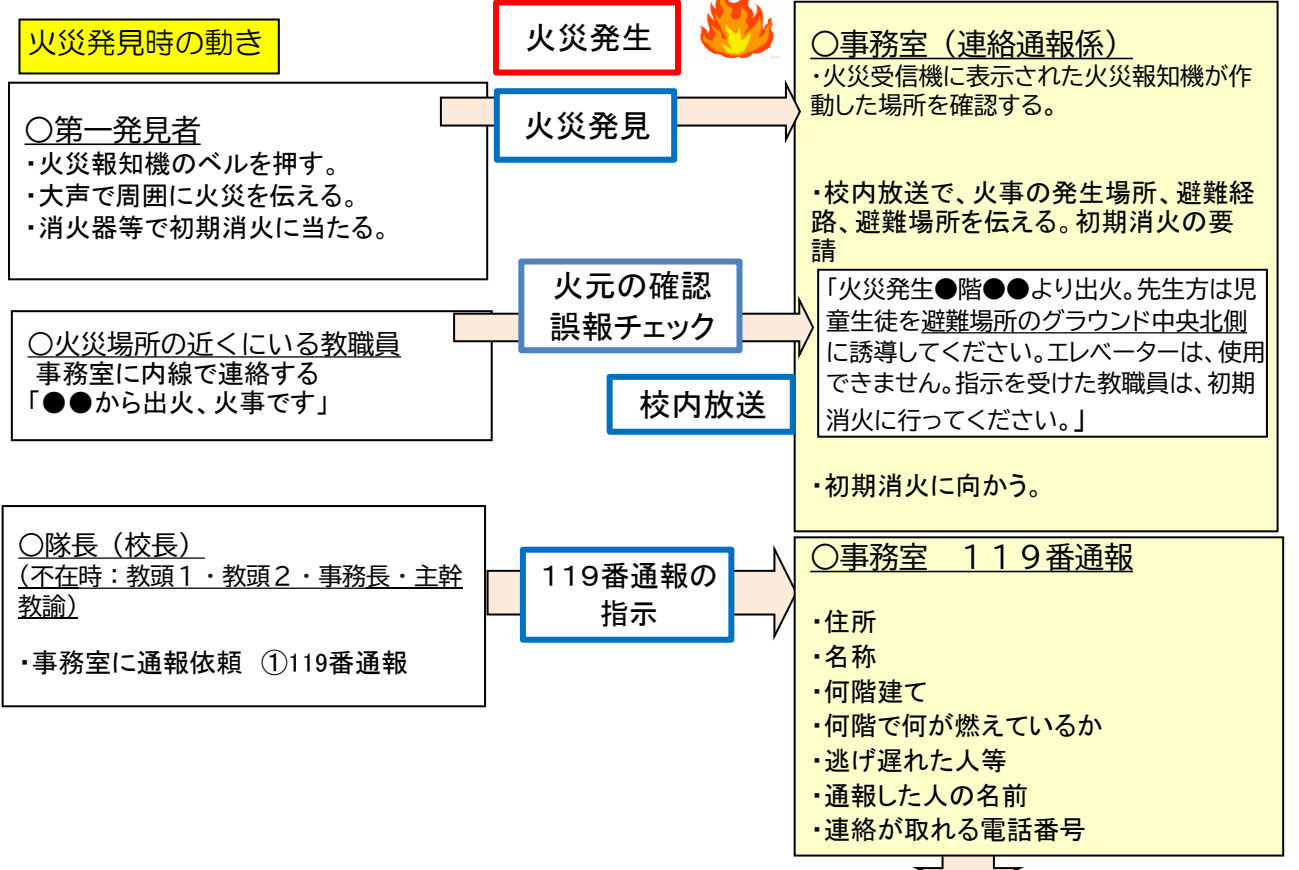 火災発見時の動き
火災発生
○第一発見者
・火災報知機のベルを押す。
・大声で周囲に火災を伝える。
・消火器等で初期消火に当たる。
火災発見
○事務室（連絡通報係）
・火災受信機に表示された火災報知機が作
動した場所を確認する。
・校内放送で、火事の発生場所、避難経
路、避難場所を伝える。初期消火の要
請
「火災発生●階●●より出火。先生方は児
童生徒を避難場所のグラウンド中央北側
に誘導してください。エレベーターは、使用
できません。指示を受けた教職員は、初期
消火に行ってください。」
・初期消火に向かう。
火元の確認
誤報チェック
○火災場所の近くにいる教職員
事務室に内線で連絡する
「●●から出火、火事です」
校内放送
○隊長（校長）
（不在時：教頭１・教頭２・事務長・主幹
教諭）
・事務室に通報依頼　①119番通報
119番通報の
指示
○事務室　１１９番通報
・住所
・名称
・何階建て
・何階で何が燃えているか
・逃げ遅れた人等
・通報した人の名前
・連絡が取れる電話番号